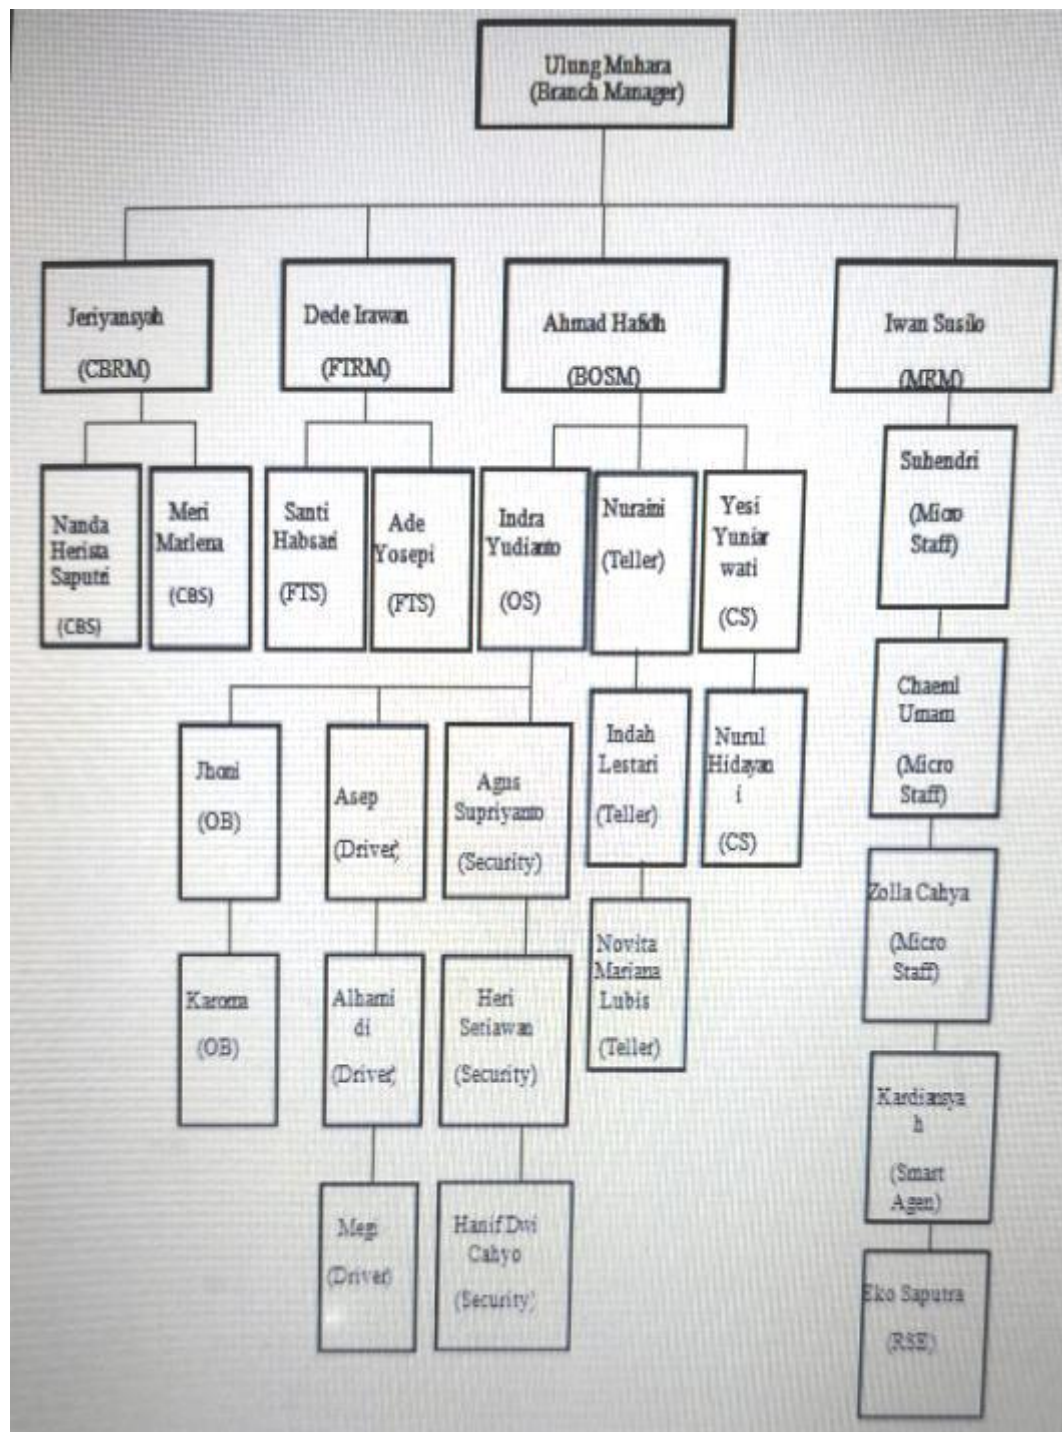 Ulung Muhara
(Branch Manager)
Jeriyansyah
(CBRM)
Dede Irawan
(FTRM)
Ahmad Hafidh
(BOSM)
Iwan Susilo
(MRM)
Nanda
Herista
Saputri
(CBS)
Meri
Marlena
(CBS)
Santi
Habsari
(FTS)
Ade
Yosepi
(FTS)
Indra
Yudianto
(OS)
Nuraini
(Teller)
Yesi
Yuniar
wati
(CS)
Suhendri
(Micro
Staff)
Jhoni
(OB)
Asep
(Driver)
Agus
Supriyanto
(Security)
Indah
Lestari
(Teller)
Nurul
Hidayan
i
(CS)
Chaerul
Umam
(Micro
Staff)
Karoma
(OB)
Alhami
di
(Driver)
Heri
Setiawan
(Security)
Novita
Mariana
Lubis
(Teller)
Zolla Cahya
(Micro
Staff)
Megi
(Driver)
Hanif Dwi
Cahyo
(Security)
Kardiansya
h
(Smart
Agen)
Eko Saputra
(RSE)